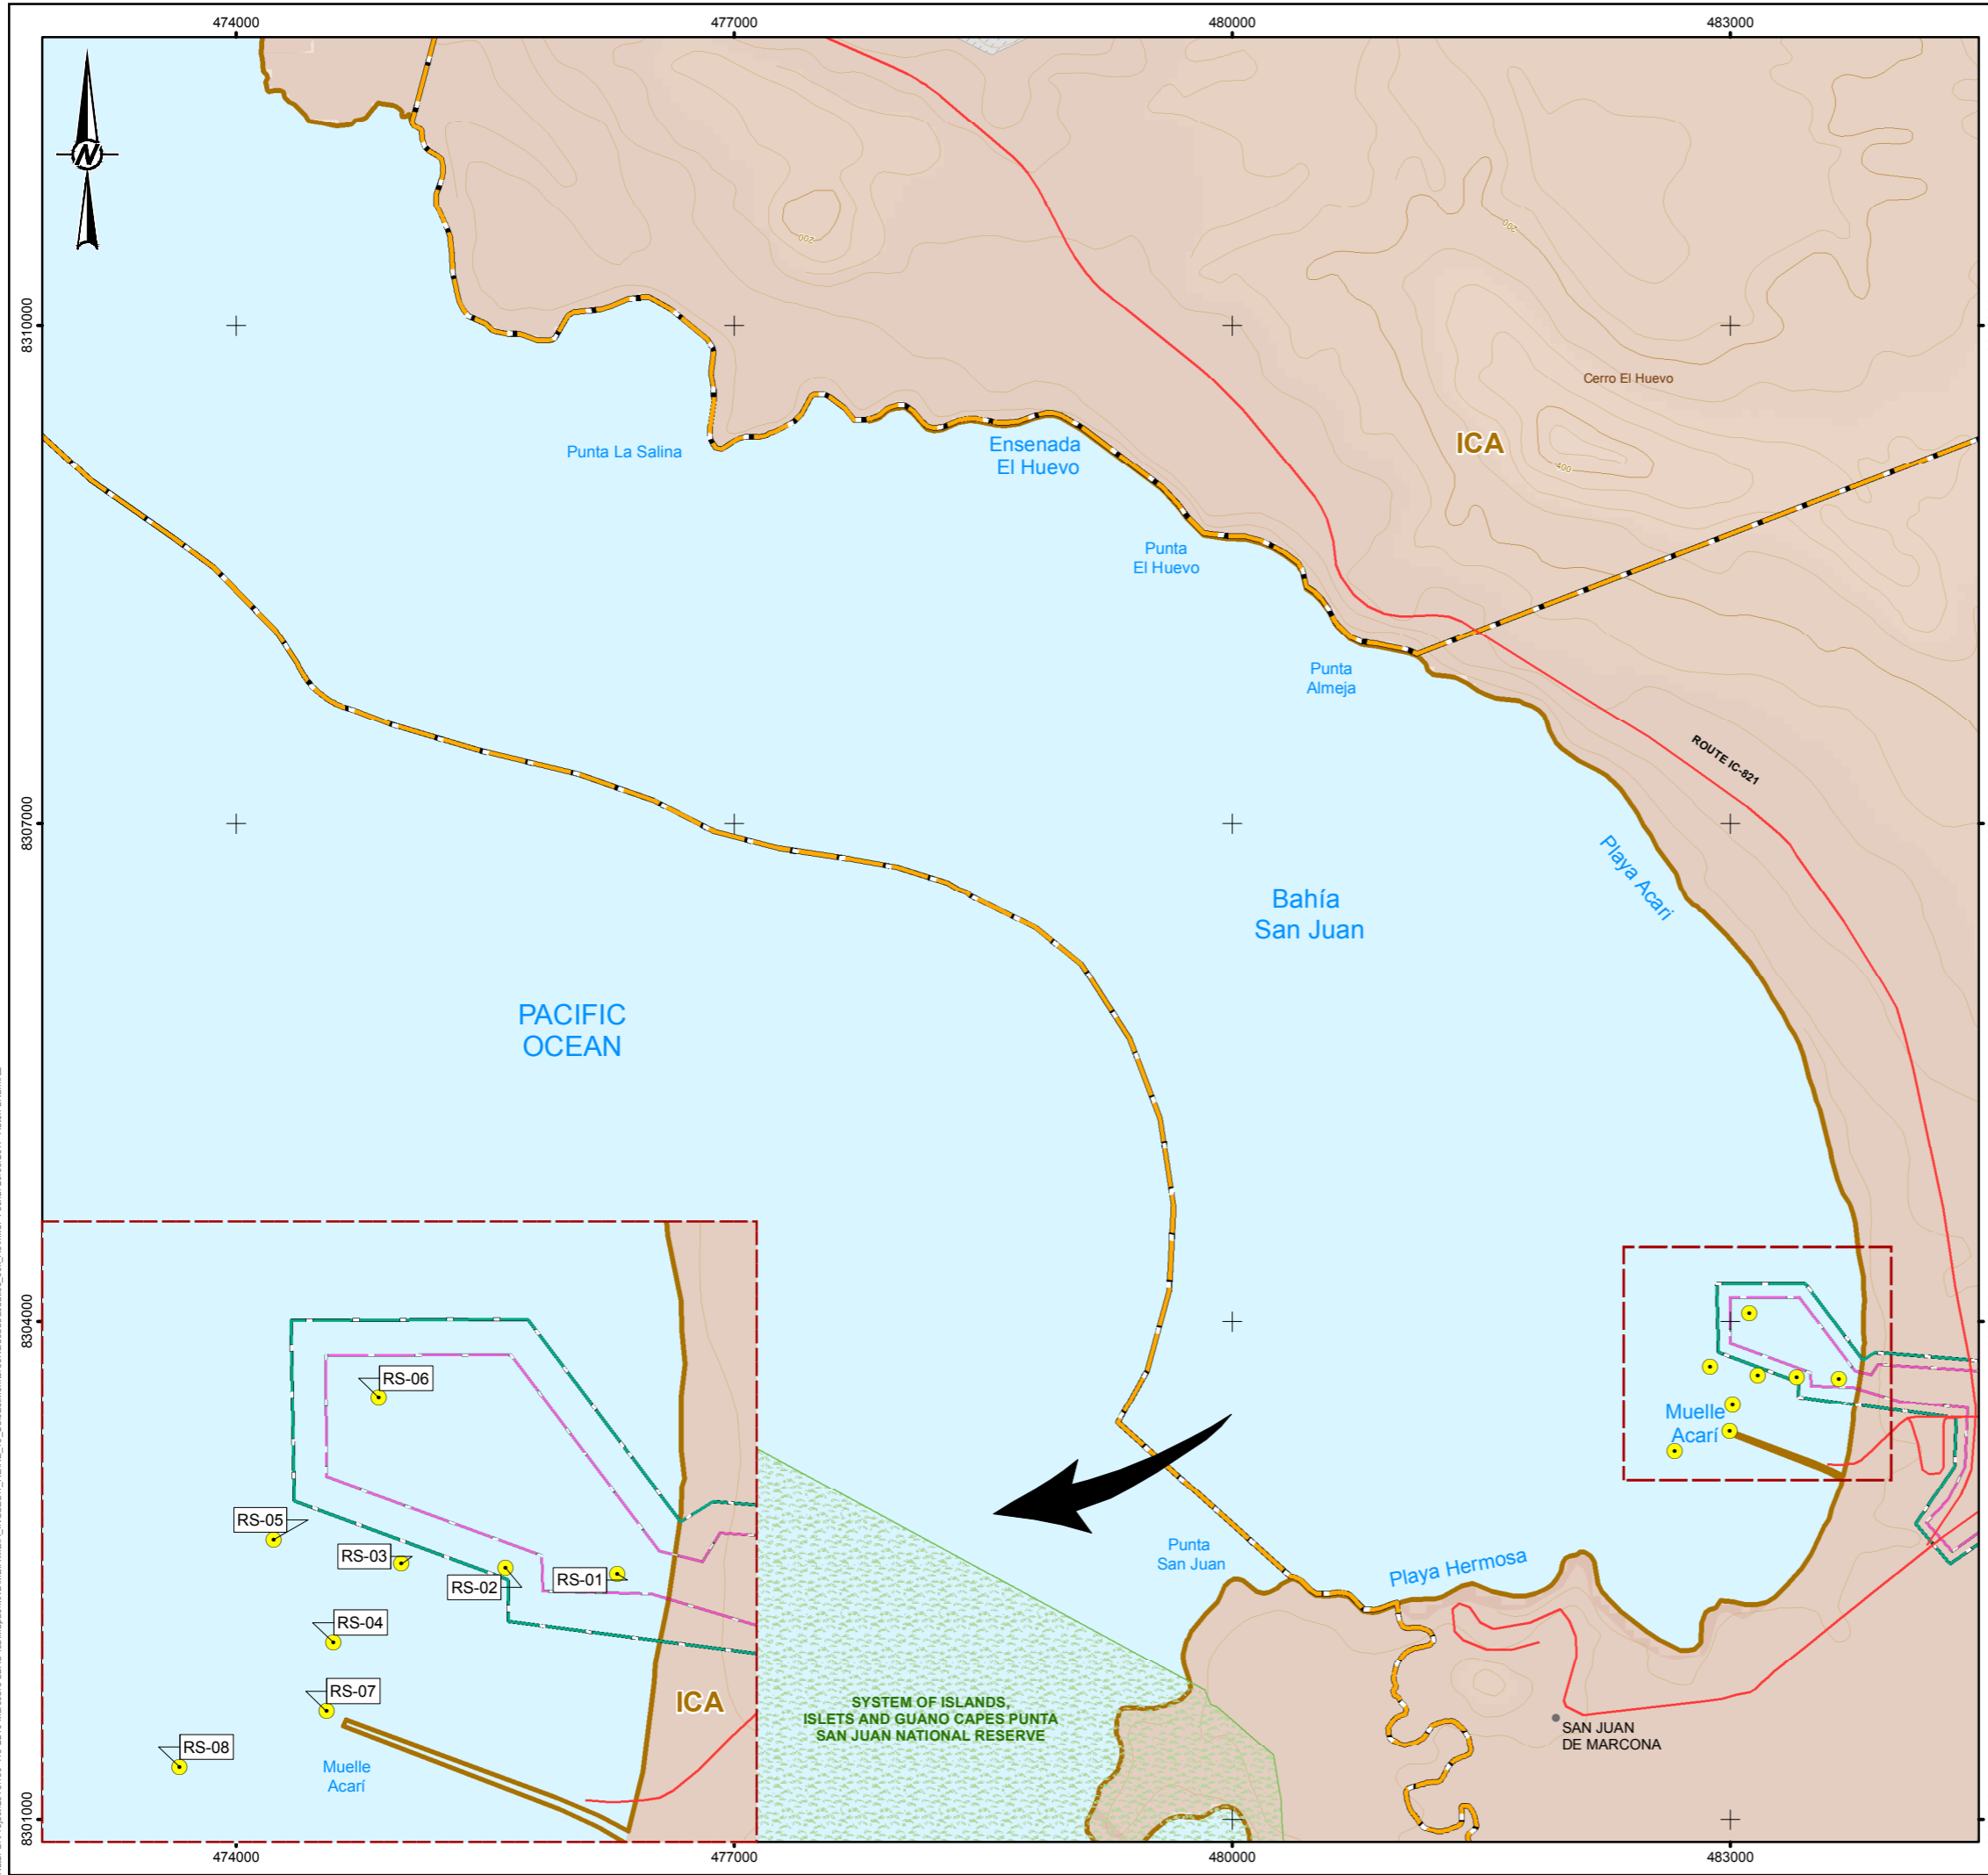 474000
477000
480000
483000
N
200
200
8310000
Cerro El Huevo
ICA
Punta La Salina
Ensenada
El Huevo
400
Punta
El Huevo
Punta
Almeja
ROUTE IC-821
8307000
Playa Acari
Bahía
San Juan
PACIFIC
OCEAN
8304000
RS-06
Muelle
Acarí
RS-05
RS-03
RS-02
RS-01
Punta
San Juan
Playa Hermosa
RS-04
RS-07
ICA
SYSTEM OF ISLANDS,
ISLETS AND GUANO CAPES PUNTA
SAN JUAN NATIONAL RESERVE
SAN JUAN
DE MARCONA
RS-08
Muelle
Acarí
8301000
474000
477000
480000
483000